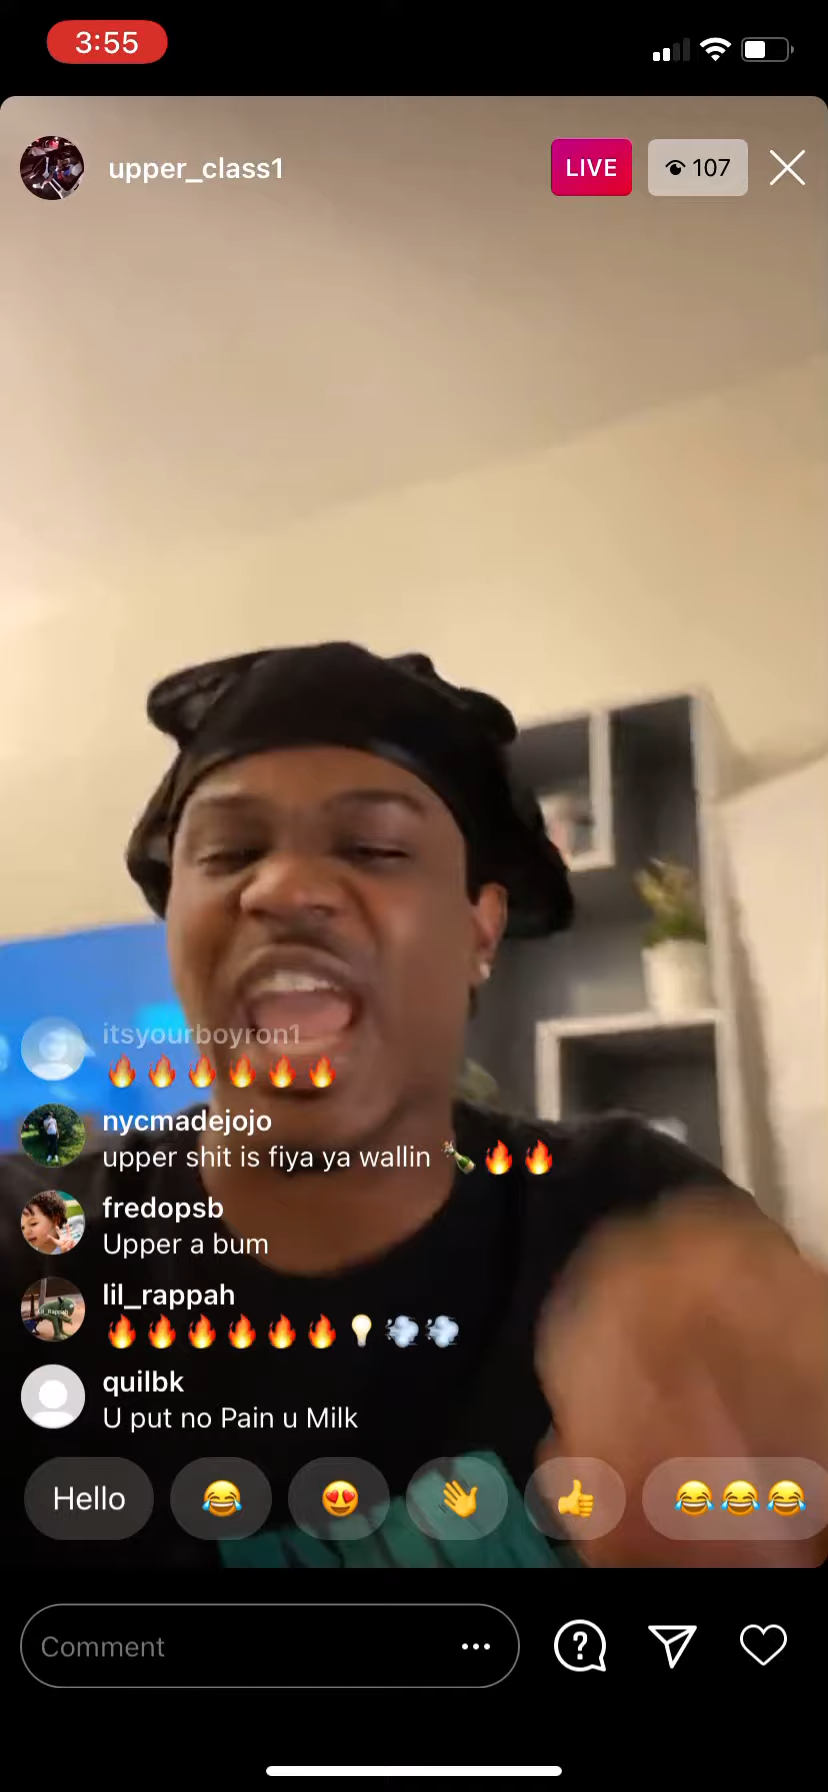 3:55
upper_class1
LIVE
107
itsyourboyron1
🔥🔥🔥🔥🔥🔥
nycmadejojo
upper shit is fiya ya wallin 🍾🔥🔥
fredopsb
Upper a bum
lil_rappah
🔥🔥🔥🔥🔥🔥💡💨💨
quilbk
U put no Pain u Milk
Hello 😂 😍 👋 👍 😂😂😂
Comment